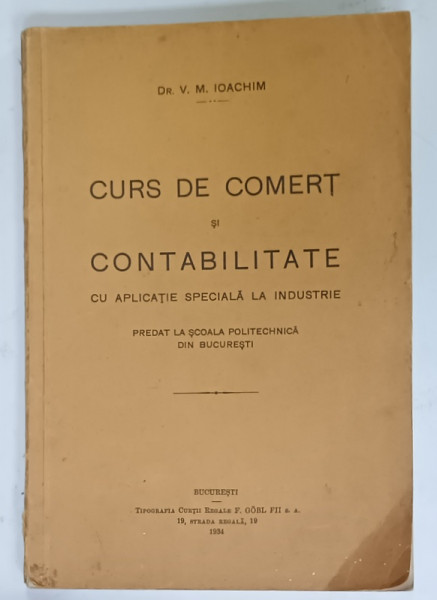 DR. V. M. IOACHIM
CURS DE COMERȚ
ȘI
CONTABILITATE
CU APLICAȚIE SPECIALĂ LA INDUSTRIE
PREDAT LA ȘCOALA POLITECHNICĂ
DIN BUCUREȘTI
BUCUREȘTI
TIPOGRAFIA CURȚII REGALE F. GÖBL FII S. A.
19, STRADA REGALĂ, 19
1934